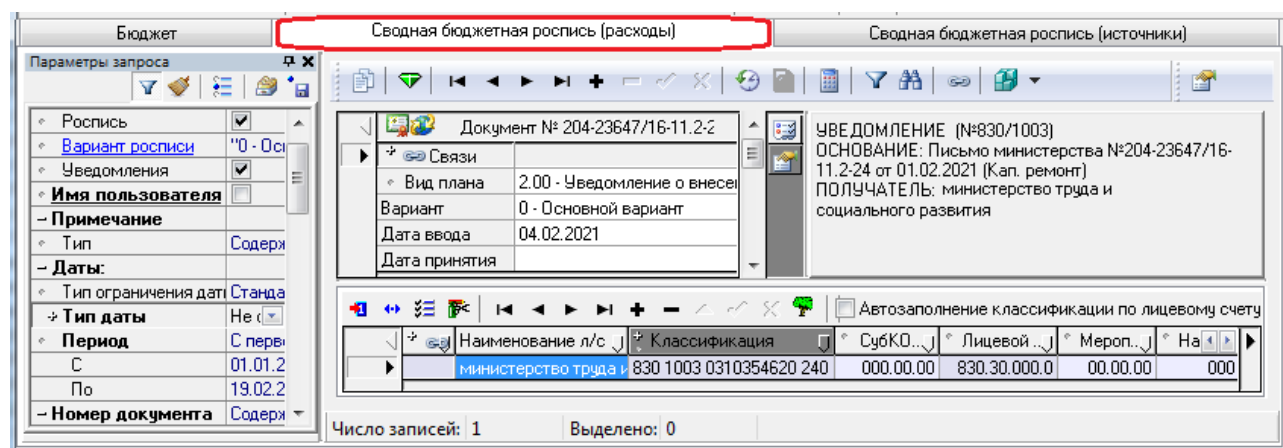 Бюджет
Сводная бюджетная роспись (расходы)
Сводная бюджетная роспись (источники)
Параметры запроса
Роспись
Вариант росписи "0 - Осн
Уведомления
Имя пользователя
Примечание
Тип Содерж
Даты:
Тип ограничения дат Станда
Тип даты Не с
Период С перв
С 01.01.2
По 19.02.2
Номер документа Содерж
Документ № 204-23647/16-11.2-2
Связи
Вид плана 2.00 - Уведомление о внесе
Вариант 0 - Основной вариант
Дата ввода 04.02.2021
Дата принятия
УВЕДОМЛЕНИЕ (№830/1003)
ОСНОВАНИЕ: Письмо министерства №204-23647/16-
11.2-24 от 01.02.2021 (Кап. ремонт)
ПОЛУЧАТЕЛЬ: министерство труда и
социального развития
Автозаполнение классификации по лицевому счету
Наименование л/с Классификация СубКО... Лицевой ... Мероп... На
министерство труда и 830 1003 0310354620 240 000.00.00 830.30.000.0 00.00.00 000
Число записей: 1 Выделено: 0